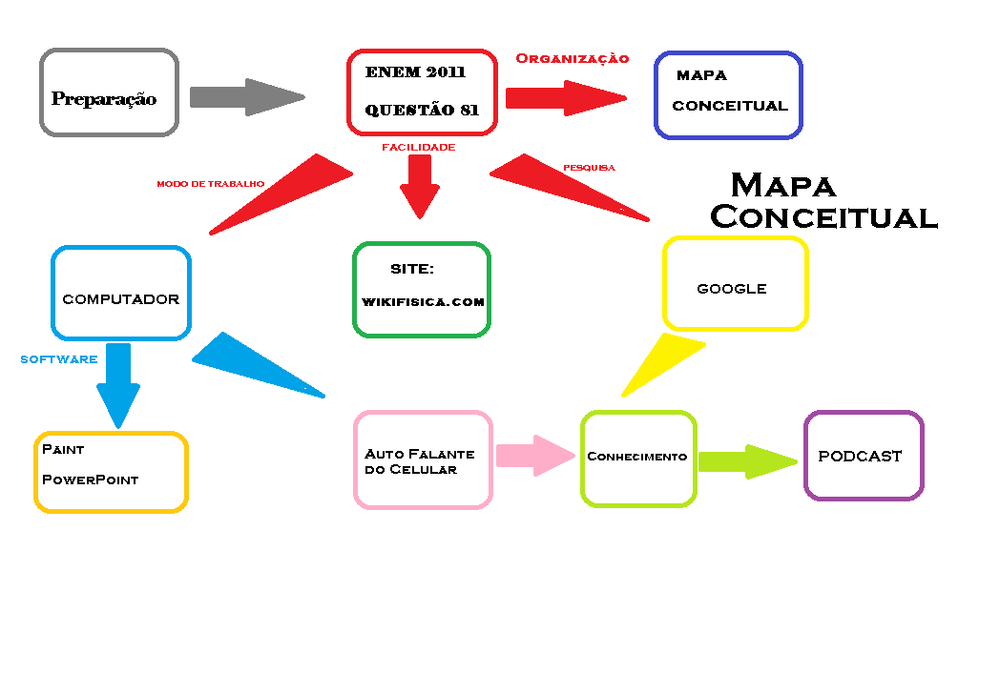 Preparação
ENEM 2011
QUESTÃO 81
Organização
MAPA
CONCEITUAL
FACILIDADE
MODO DE TRABALHO
PESQUISA
Mapa
Conceitual
COMPUTADOR
SITE:
WIKIFISICA.COM
GOOGLE
SOFTWARE
Paint
PowerPoint
Auto Falante
do Celular
Conhecimento
PODCAST